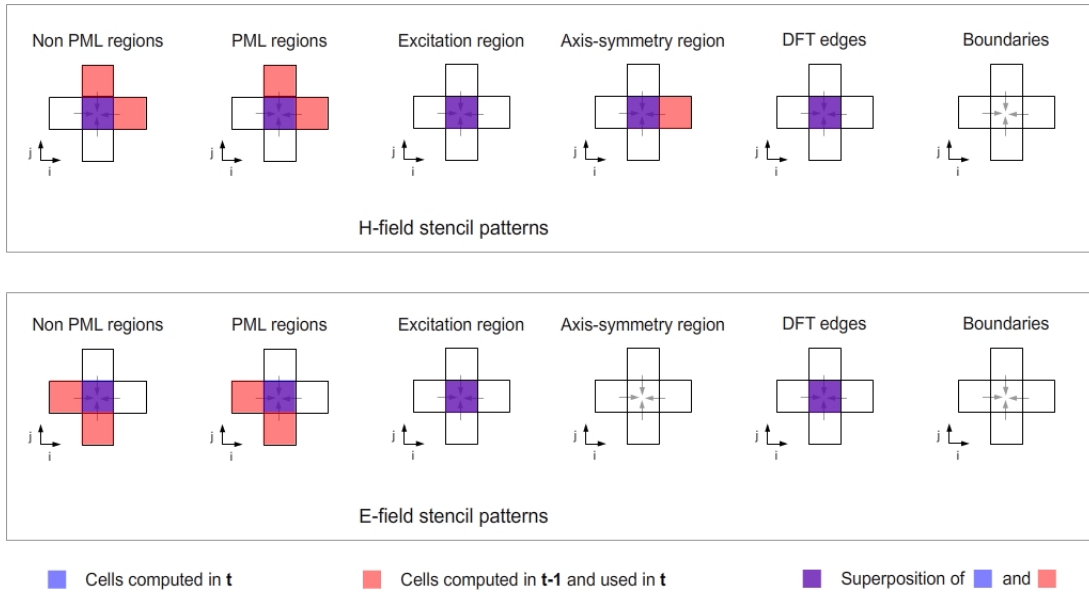 Non PML regions PML regions Excitation region Axis-symmetry region DFT edges Boundaries
j j j j j j
i i i i i i
H-field stencil patterns
Non PML regions PML regions Excitation region Axis-symmetry region DFT edges Boundaries
j j j j j j
i i i i i i
E-field stencil patterns
Cells computed in t Cells computed in t-1 and used in t Superposition of and